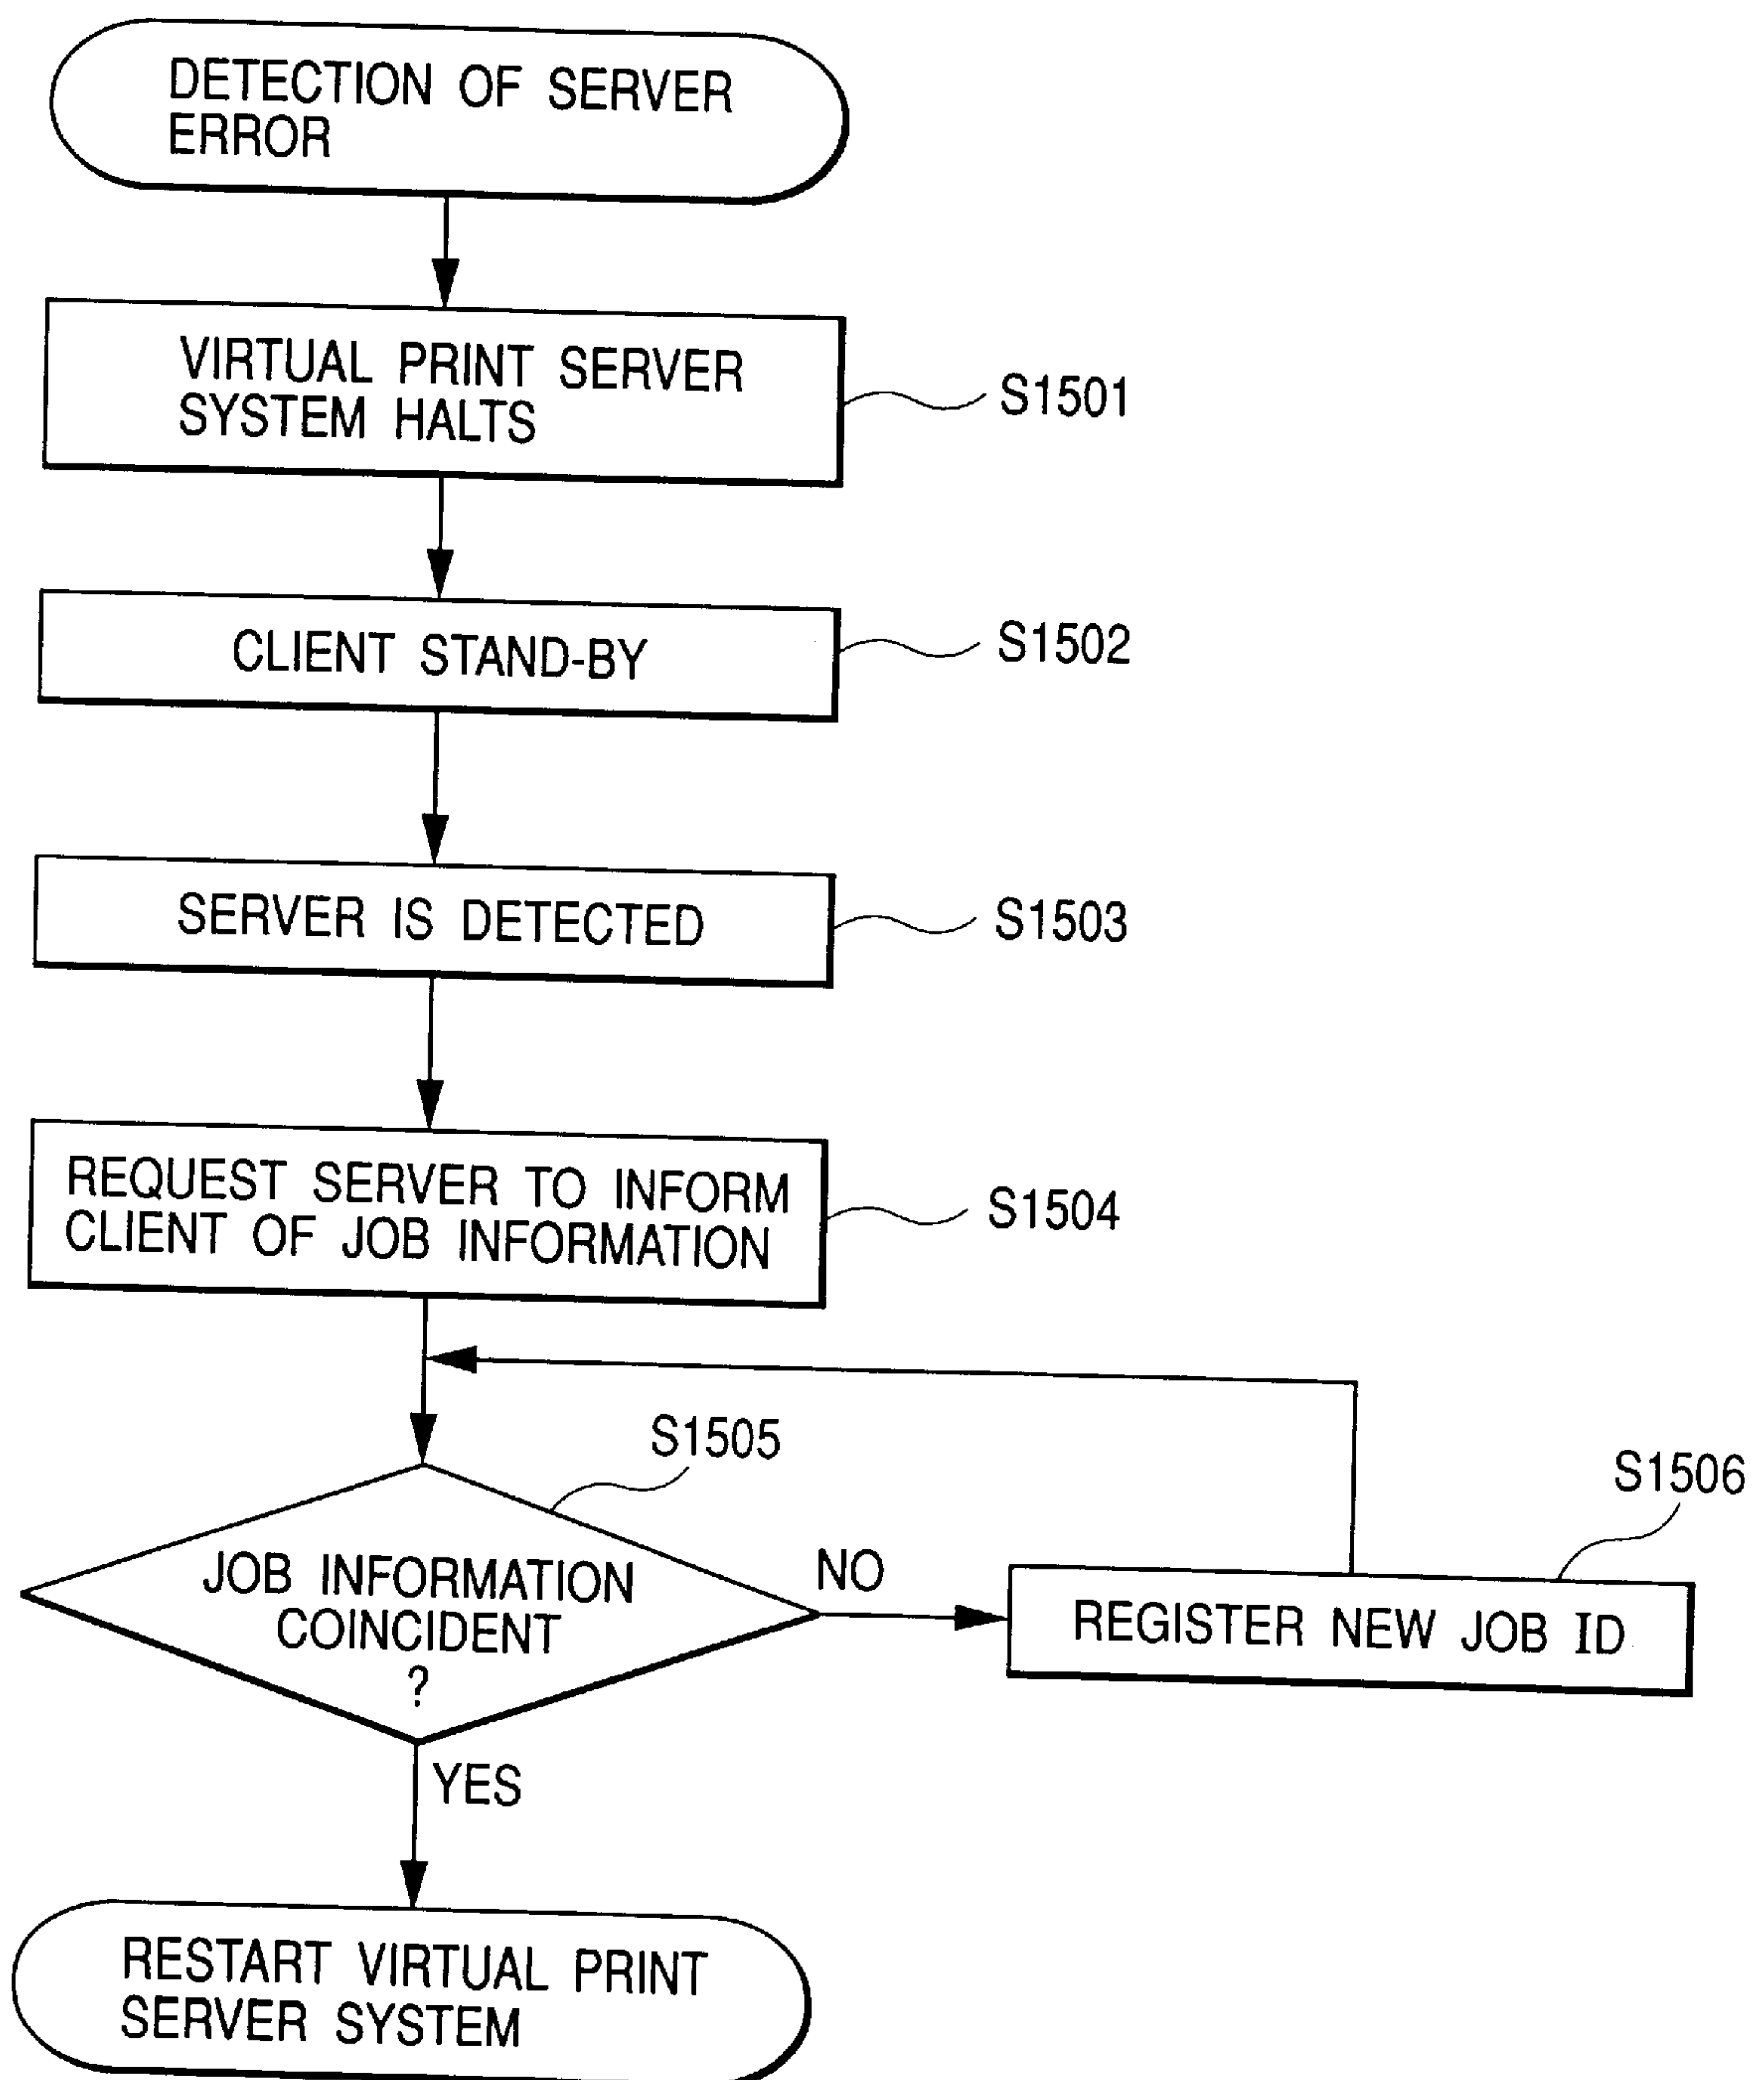 DETECTION OF SERVER
ERROR
VIRTUAL PRINT SERVER
SYSTEM HALTS
S1501
CLIENT STAND-BY
S1502
SERVER IS DETECTED
S1503
REQUEST SERVER TO INFORM
CLIENT OF JOB INFORMATION
S1504
S1505
S1506
JOB INFORMATION
COINCIDENT
?
NO
REGISTER NEW JOB ID
YES
RESTART VIRTUAL PRINT
SERVER SYSTEM